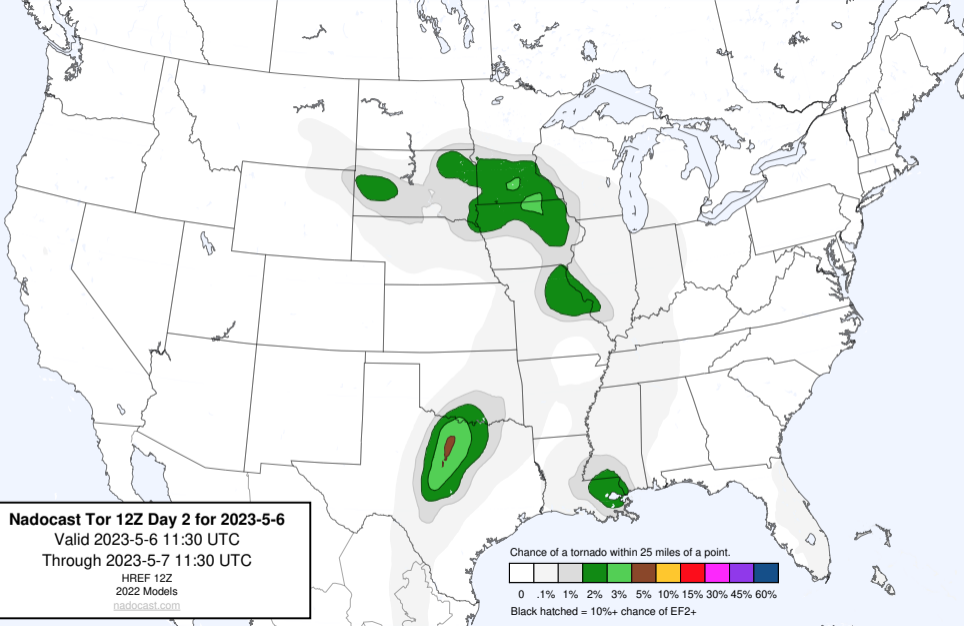 Nadocast Tor 12Z Day 2 for 2023-5-6
Valid 2023-5-6 11:30 UTC
Through 2023-5-7 11:30 UTC
HREF 12Z
2022 Models
nadocast.com
Chance of a tornado within 25 miles of a point.
0 .1% 1% 2% 3% 5% 10% 15% 30% 45% 60%
Black hatched = 10%+ chance of EF2+